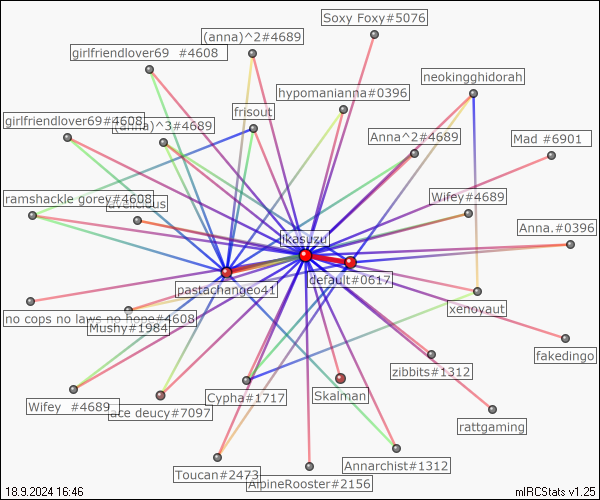 Soxy Foxy#5076
(anna)^2#4689
girlfriendlover69  #4608
neokingghidorah
hypomanianna#0396
frisout
girlfriendlover69#4608
(anna)^3#4689
Anna^2#4689
Mad #6901
Wifey#4689
ramshackle gorey#4608
Anna.#0396
ikasuzu
default#0617
pastachangeo41
xenoyaut
no cops no laws no hope#4608
Mushy#1984
fakedingo
zibbits#1312
Skalman
Cypha#1717
Wifey  #4689
ace deucy#7097
rattgaming
Annarchist#1312
Toucan#2473
AlpineRooster#2156
18.9.2024 16:46
mIRCStats v1.25